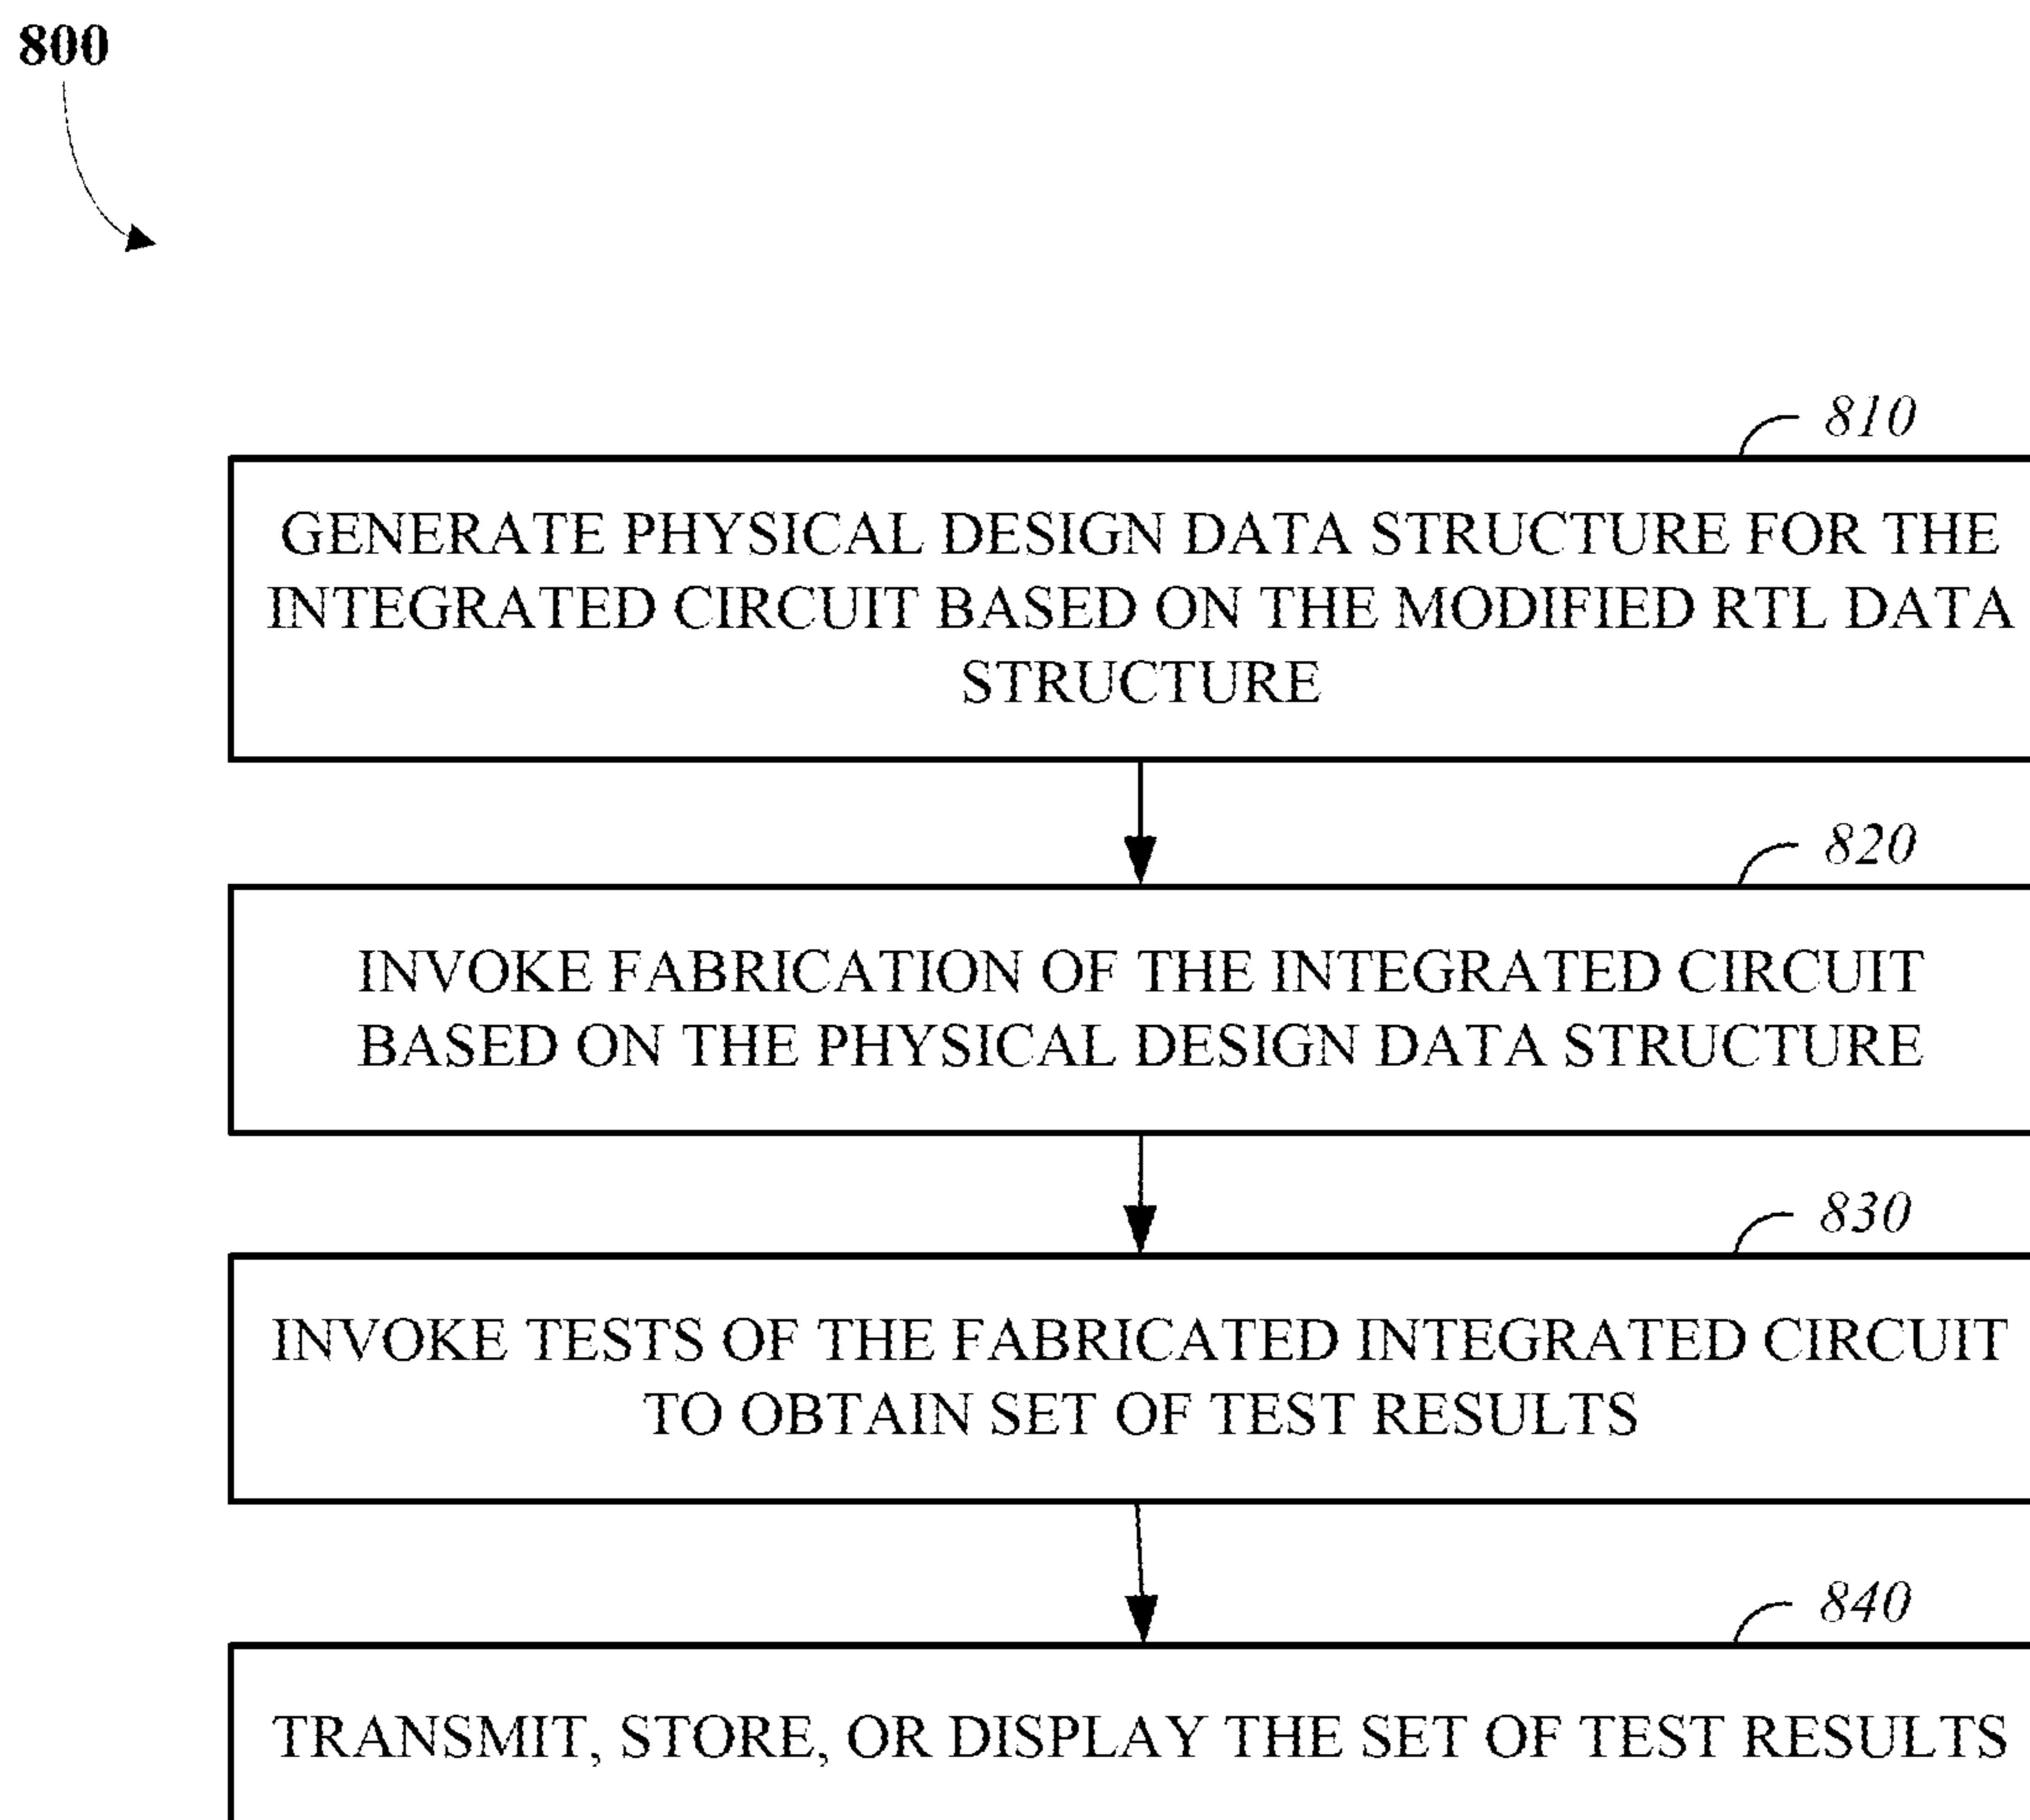 800
810
GENERATE PHYSICAL DESIGN DATA STRUCTURE FOR THE
INTEGRATED CIRCUIT BASED ON THE MODIFIED RTL DATA
STRUCTURE
820
INVOKE FABRICATION OF THE INTEGRATED CIRCUIT
BASED ON THE PHYSICAL DESIGN DATA STRUCTURE
830
INVOKE TESTS OF THE FABRICATED INTEGRATED CIRCUIT
TO OBTAIN SET OF TEST RESULTS
840
TRANSMIT, STORE, OR DISPLAY THE SET OF TEST RESULTS